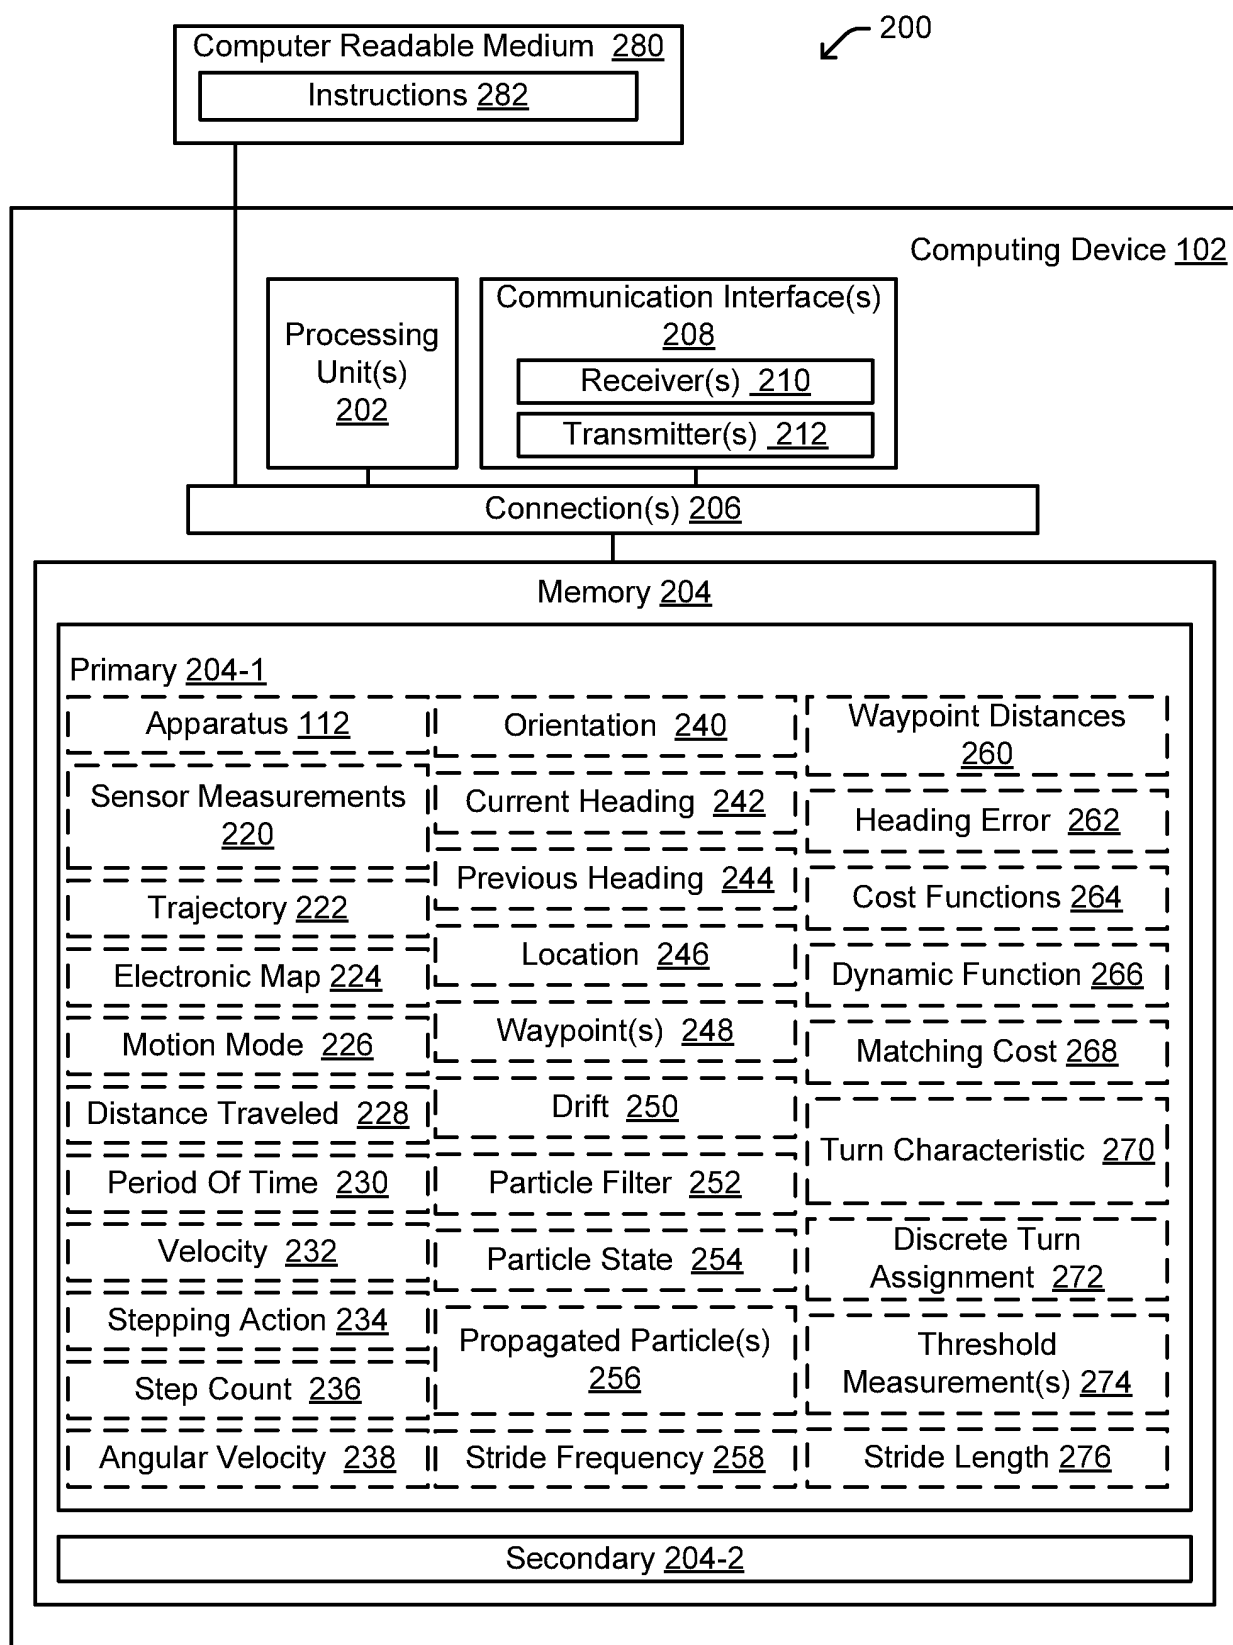 200
Computer Readable Medium 280
Instructions 282
Computing Device 102
Processing
Unit(s)
202
Communication Interface(s)
208
Receiver(s) 210
Transmitter(s) 212
Connection(s) 206
Memory 204
Primary 204-1
Apparatus 112
Sensor Measurements
220
Trajectory 222
Electronic Map 224
Motion Mode 226
Distance Traveled 228
Period Of Time 230
Velocity 232
Stepping Action 234
Step Count 236
Angular Velocity 238
Orientation 240
Current Heading 242
Previous Heading 244
Location 246
Waypoint(s) 248
Drift 250
Particle Filter 252
Particle State 254
Propagated Particle(s)
256
Stride Frequency 258
Waypoint Distances
260
Heading Error 262
Cost Functions 264
Dynamic Function 266
Matching Cost 268
Turn Characteristic 270
Discrete Turn
Assignment 272
Threshold
Measurement(s) 274
Stride Length 276
Secondary 204-2